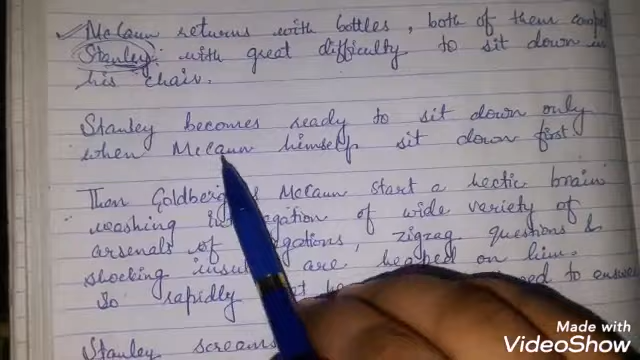 McCann returns with bottles, both of them compel
Stanley with great difficulty to sit down in
his chair.
Stanley becomes ready to sit down only
when McCann himself sit down first
Then Goldberg & McCann start a hectic brain
washing of wide variety of
arsenals of zigzag questions &
shocking insults are heaped on him.
So rapidly to answer
Stanley screams
Made with
VideoShow